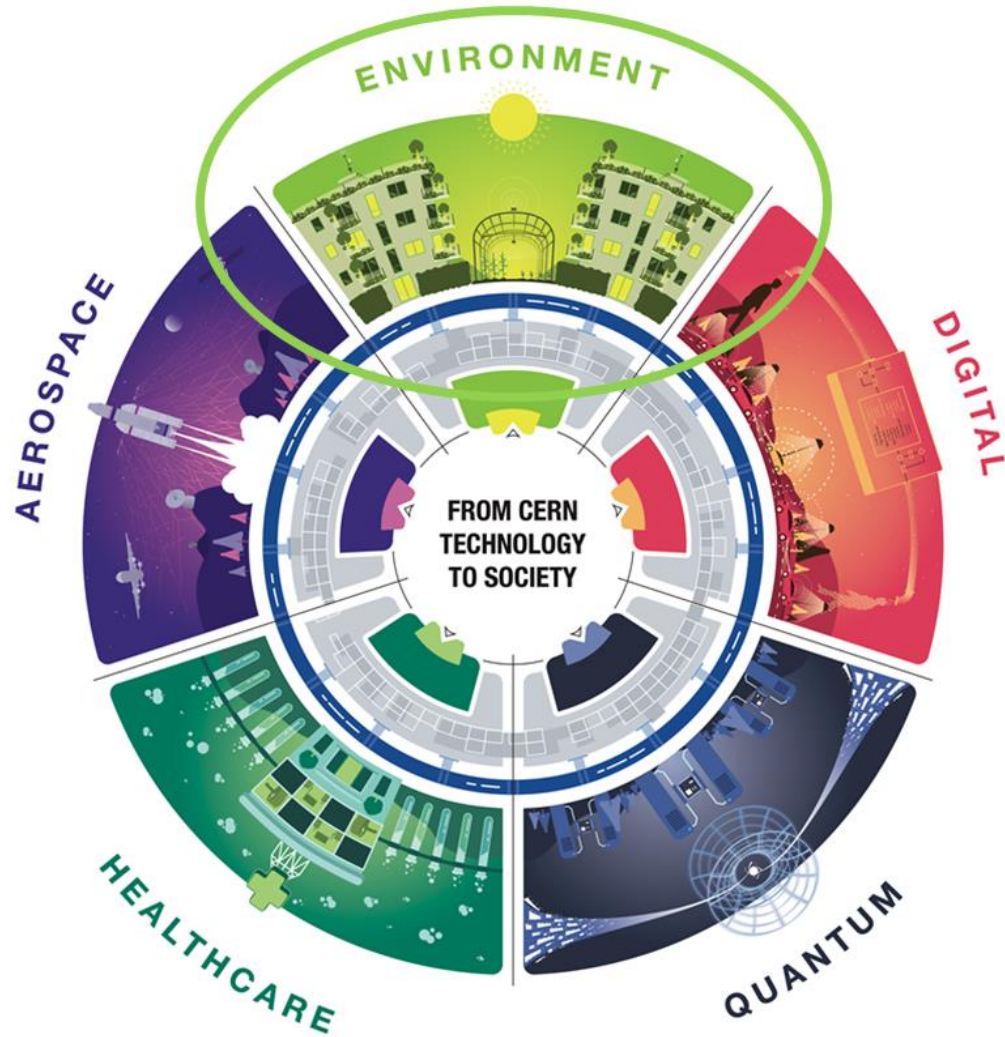 ENVIRONMENT
AEROSPACE
DIGITAL
FROM CERN
TECHNOLOGY
TO SOCIETY
HEALTHCARE
QUANTUM